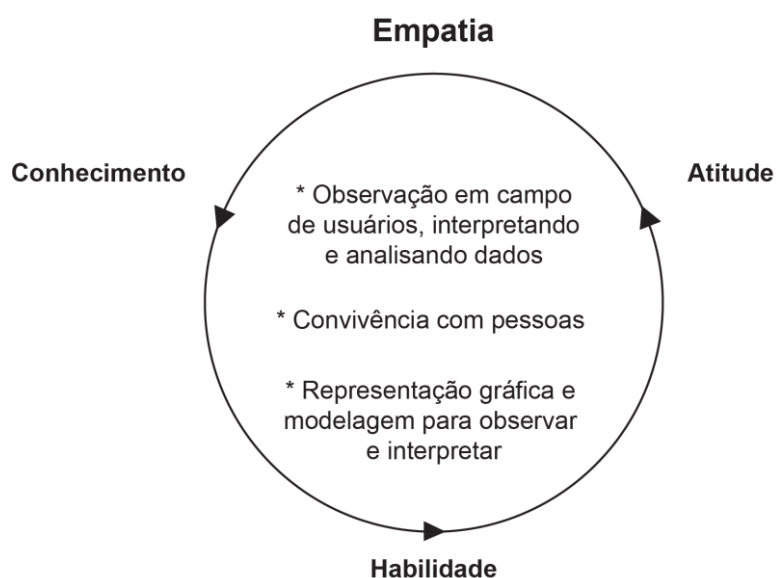 Empatia
Conhecimento
Atitude
* Observação em campo
de usuários, interpretando
e analisando dados
* Convivência com pessoas
* Representação gráfica e
modelagem para observar
e interpretar
Habilidade